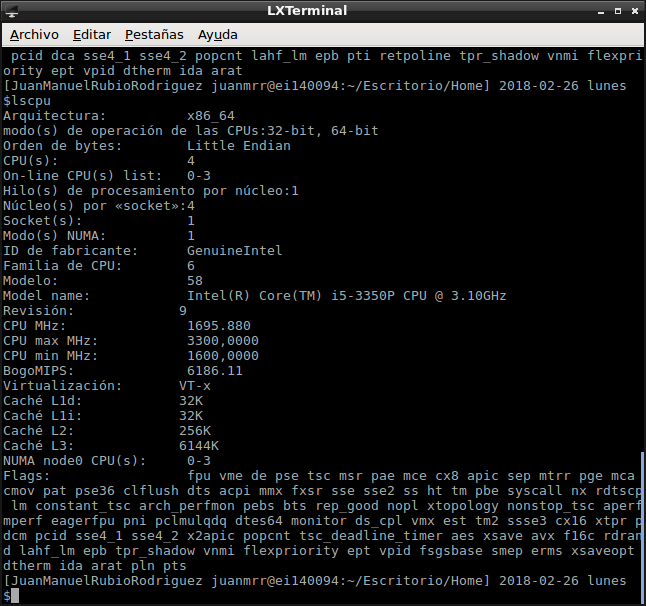 LXTerminal
Archivo Editar Pestañas Ayuda
pcid dca sse4_1 sse4_2 popcnt lahf_lm epb pti retpoline tpr_shadow vnmi flexpri
ority ept vpid dtherm ida arat
[JuanManuelRubioRodriguez juanmrr@ei140094:~/Escritorio/Home] 2018-02-26 lunes
$lscpu
Arquitectura: x86_64
modo(s) de operación de las CPUs:32-bit, 64-bit
Orden de bytes: Little Endian
CPU(s): 4
On-line CPU(s) list: 0-3
Hilo(s) de procesamiento por núcleo:1
Núcleo(s) por «socket»:4
Socket(s): 1
Modo(s) NUMA: 1
ID de fabricante: GenuineIntel
Familia de CPU: 6
Modelo: 58
Model name: Intel(R) Core(TM) i5-3350P CPU @ 3.10GHz
Revisión: 9
CPU MHz: 1695.880
CPU max MHz: 3300,0000
CPU min MHz: 1600,0000
BogoMIPS: 6186.11
Virtualización: VT-x
Caché L1d: 32K
Caché L1i: 32K
Caché L2: 256K
Caché L3: 6144K
NUMA node0 CPU(s): 0-3
Flags: fpu vme de pse tsc msr pae mce cx8 apic sep mtrr pge mca
cmov pat pse36 clflush dts acpi mmx fxsr sse sse2 ss ht tm pbe syscall nx rdtscp
lm constant_tsc arch_perfmon pebs bts rep_good nopl xtopology nonstop_tsc aperf
mperf eagerfpu pni pclmulqdq dtes64 monitor ds_cpl vmx est tm2 ssse3 cx16 xtpr p
dcm pcid sse4_1 sse4_2 x2apic popcnt tsc_deadline_timer aes xsave avx f16c rdran
d lahf_lm epb tpr_shadow vnmi flexpriority ept vpid fsgsbase smep erms xsaveopt
dtherm ida arat pln pts
[JuanManuelRubioRodriguez juanmrr@ei140094:~/Escritorio/Home] 2018-02-26 lunes
$